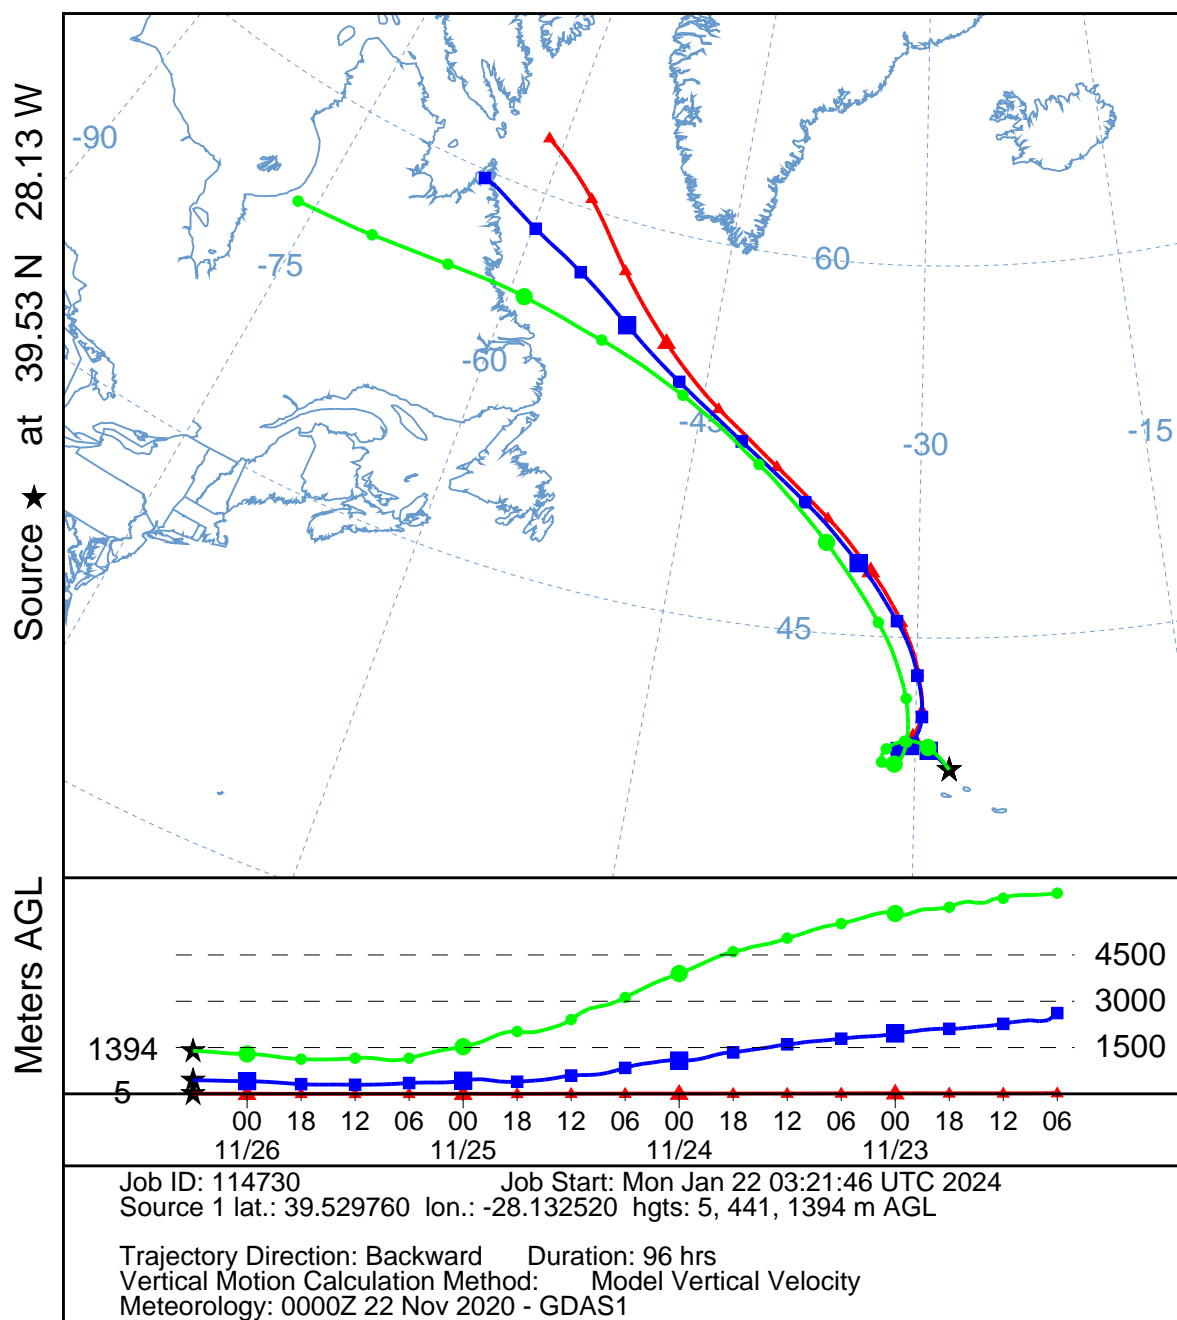 Source ★ at 39.53 N 28.13 W
-90
-75
-60
60
-45
-30
-15
45
Meters AGL
4500
3000
1500
1394
5
00 18 12 06 00 18 12 06 00 18 12 06 00 18 12 06
11/26 11/25 11/24 11/23
Job ID: 114730 Job Start: Mon Jan 22 03:21:46 UTC 2024
Source 1 lat.: 39.529760 lon.: -28.132520 hgts: 5, 441, 1394 m AGL
Trajectory Direction: Backward Duration: 96 hrs
Vertical Motion Calculation Method: Model Vertical Velocity
Meteorology: 0000Z 22 Nov 2020 - GDAS1